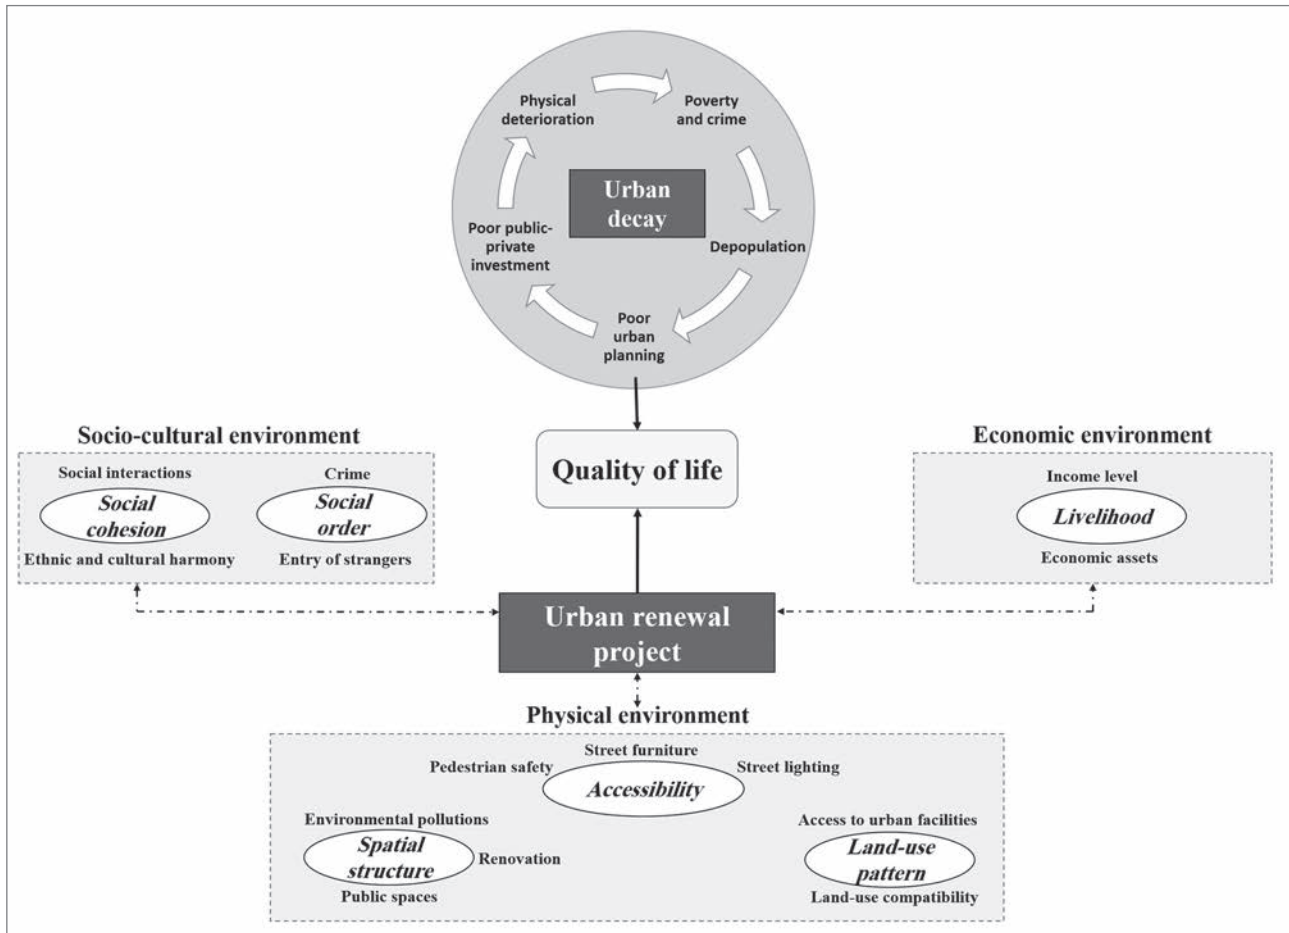 Physical
deterioration
Poverty
and crime
Urban
decay
Poor public-
private
investment
Depopulation
Poor
urban
planning
Socio-cultural environment
Social interactions
Crime
Social
cohesion
Social
order
Ethnic and cultural harmony
Entry of strangers
Quality of life
Economic environment
Income level
Livelihood
Economic assets
Urban renewal
project
Physical environment
Street furniture
Pedestrian safety
Street lighting
Accessibility
Environmental pollutions
Spatial
structure
Renovation
Public spaces
Access to urban facilities
Land-use
pattern
Land-use compatibility